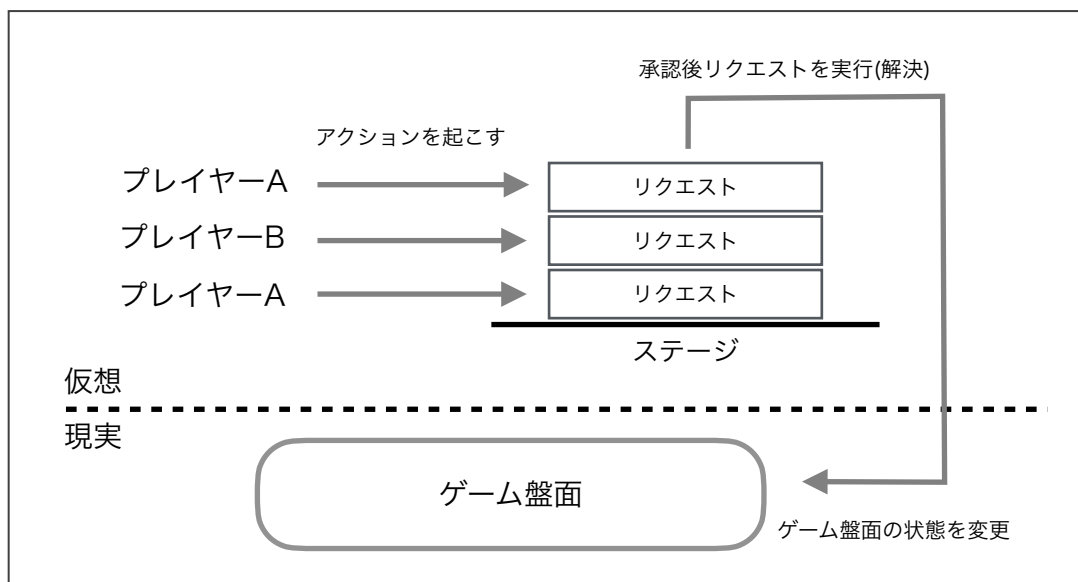 承認後リクエストを実行(解決)
アクションを起こす
プレイヤーA
リクエスト
プレイヤーB
リクエスト
プレイヤーA
リクエスト
ステージ
仮想
現実
ゲーム盤面
ゲーム盤面の状態を変更